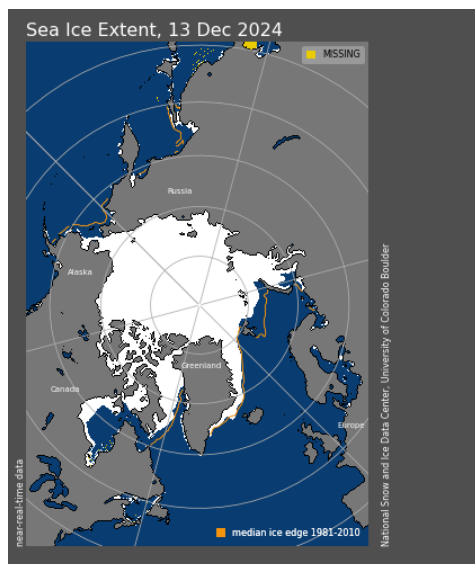 Sea Ice Extent, 13 Dec 2024
MISSING
Russia
Alaska
Greenland
Canada
Europe
near-real-time data
median ice edge 1981-2010
National Snow and Ice Data Center, University of Colorado Boulder